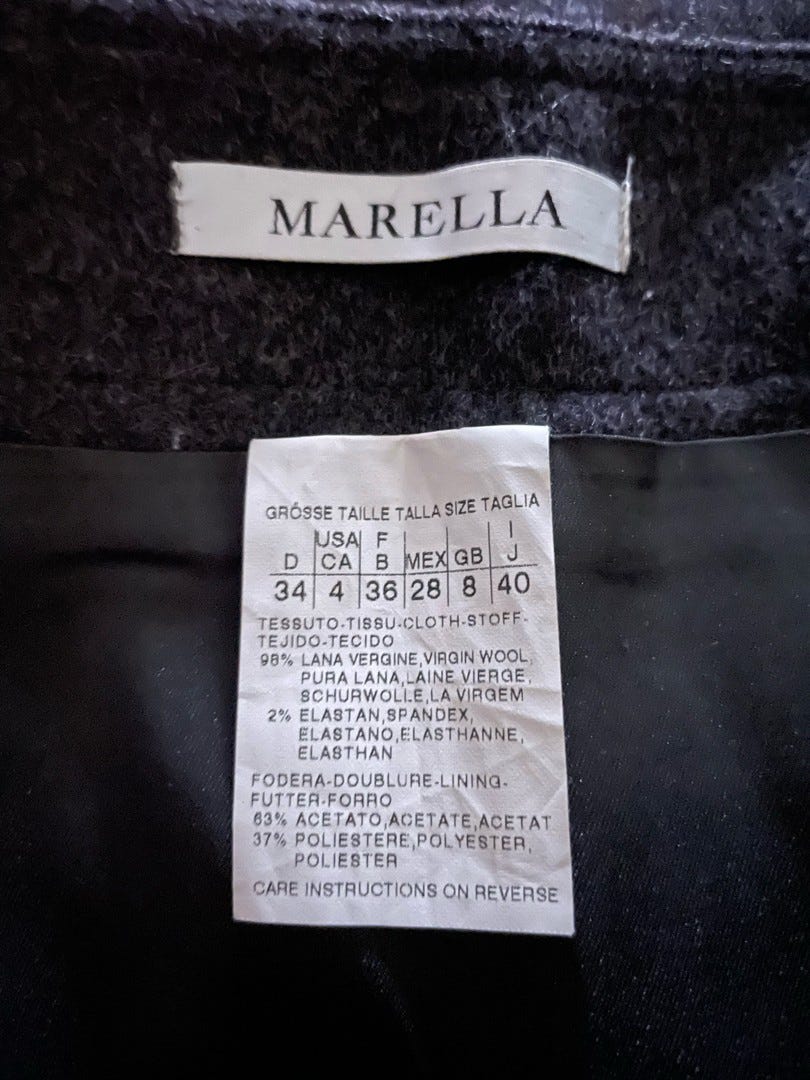 MARELLA
GRÖSSE TAILLE TALLA SIZE TAGLIA
USA F I
D CA B MEX GB J
34 4 36 28 8 40
TESSUTO-TISSU-CLOTH-STOFF-
TEJIDO-TECIDO
98% LANA VERGINE,VIRGIN WOOL,
PURA LANA,LAINE VIERGE,
SCHURWOLLE,LA VIRGEM
2% ELASTAN,SPANDEX,
ELASTANO,ELASTHANNE,
ELASTHAN
FODERA-DOUBLURE-LINING-
FUTTER-FORRO
63% ACETATO,ACETATE,ACETAT
37% POLIESTERE,POLYESTER,
POLIESTER
CARE INSTRUCTIONS ON REVERSE